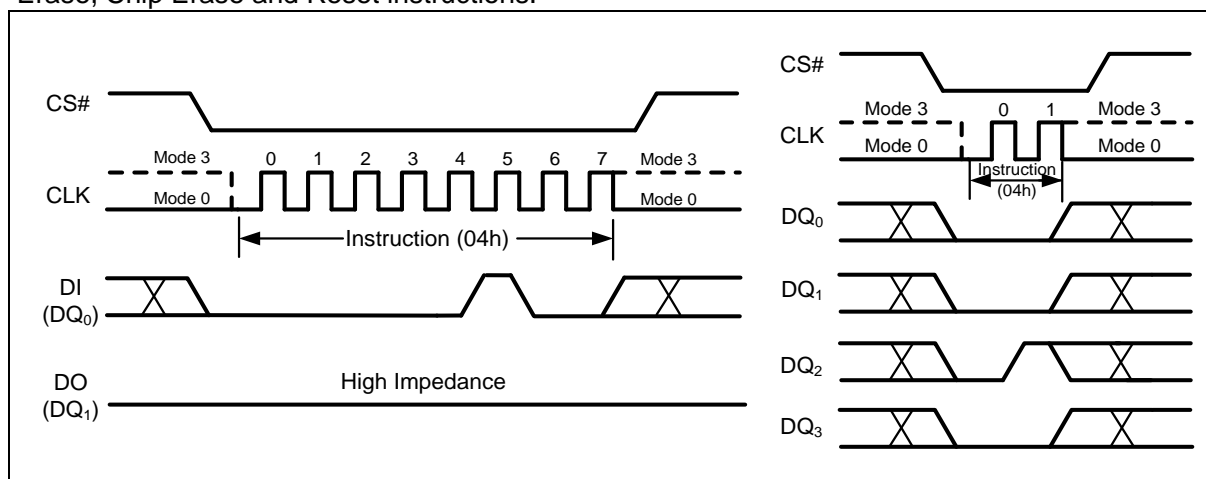 Erase, Chip Erase and Reset instructions.
CS#
Mode 3 0 1 2 3 4 5 6 7 Mode 3
CLK
Mode 0 Mode 0
Instruction (04h)
DI
(DQ0)
DO
(DQ1)
High Impedance
CS#
Mode 3 0 1 Mode 3
CLK
Mode 0 Mode 0
Instruction
(04h)
DQ0
DQ1
DQ2
DQ3